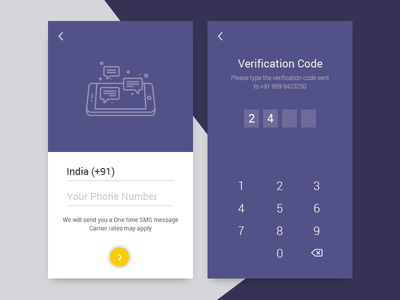 India (+91)
Your Phone Number
We will send you a One time SMS message
Carrier rates may apply
Verification Code
Please type the verification code sent
to +91 999 9423250
2 4
1 2 3
4 5 6
7 8 9
0